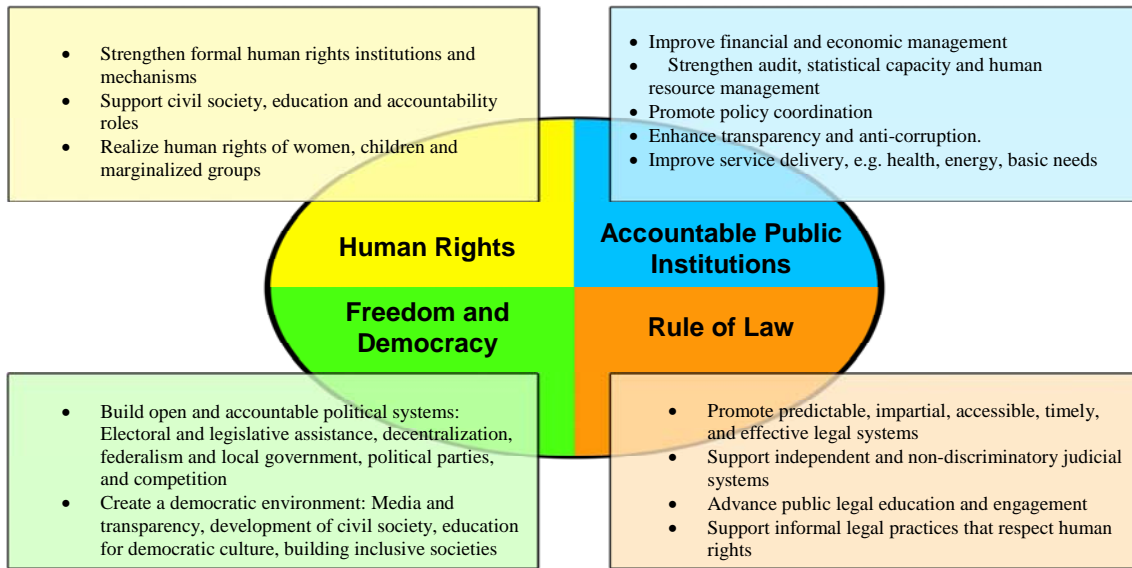 • Strengthen formal human rights institutions and
mechanisms
• Support civil society, education and accountability
roles
• Realize human rights of women, children and
marginalized groups
• Improve financial and economic management
• Strengthen audit, statistical capacity and human
resource management
• Promote policy coordination
• Enhance transparency and anti-corruption.
• Improve service delivery, e.g. health, energy, basic needs
Human Rights
Accountable Public
Institutions
Freedom and
Democracy
Rule of Law
• Build open and accountable political systems:
Electoral and legislative assistance, decentralization,
federalism and local government, political parties,
and competition
• Create a democratic environment: Media and
transparency, development of civil society, education
for democratic culture, building inclusive societies
• Promote predictable, impartial, accessible, timely,
and effective legal systems
• Support independent and non-discriminatory judicial
systems
• Advance public legal education and engagement
• Support informal legal practices that respect human
rights